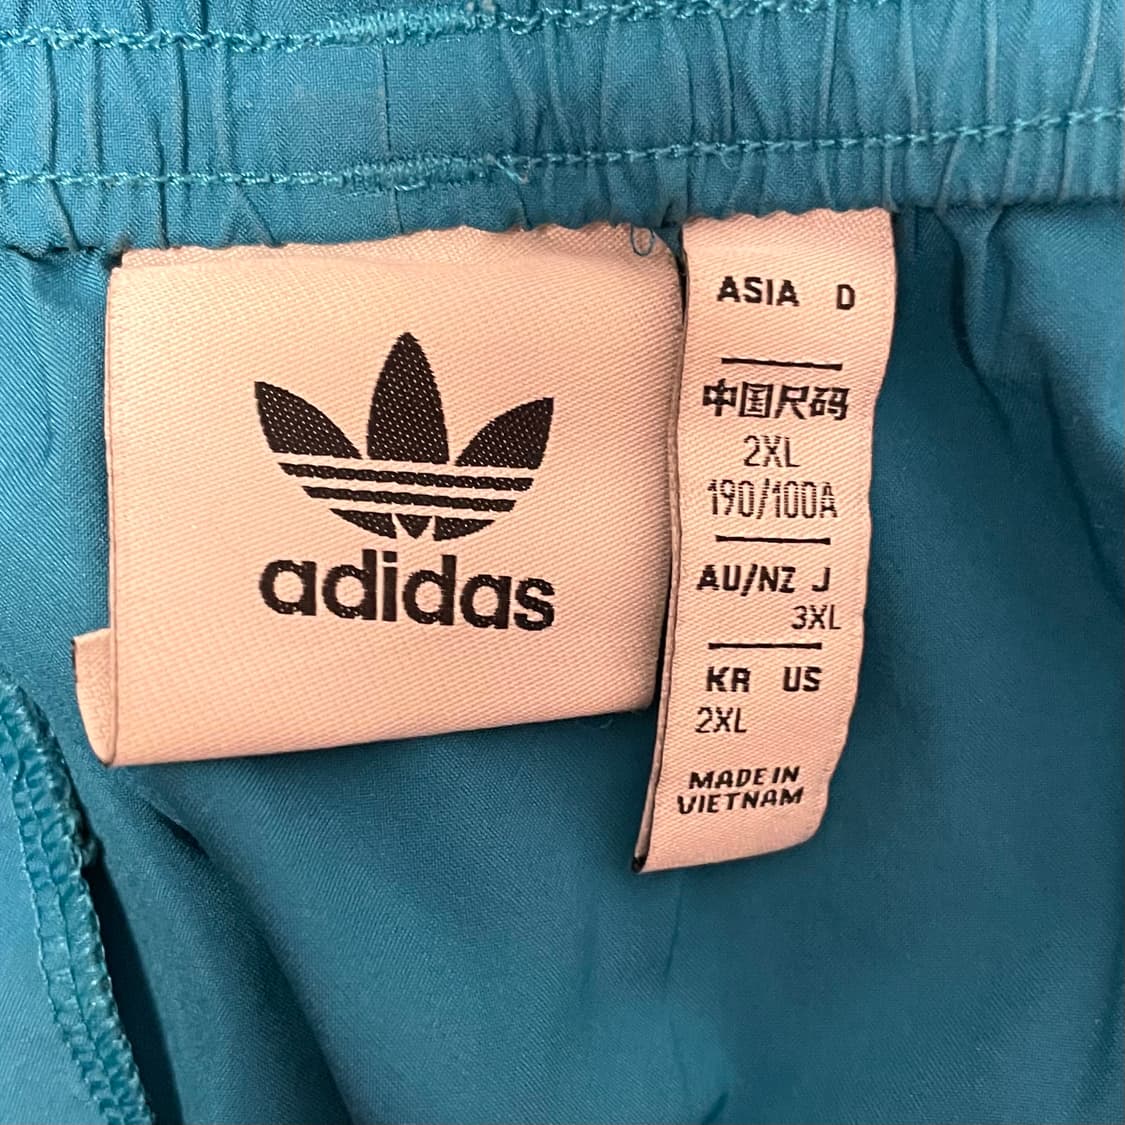 adidas
ASIA D
中国尺码
2XL
190/100A
AU/NZ J
3XL
KR US
2XL
MADE IN
VIETNAM